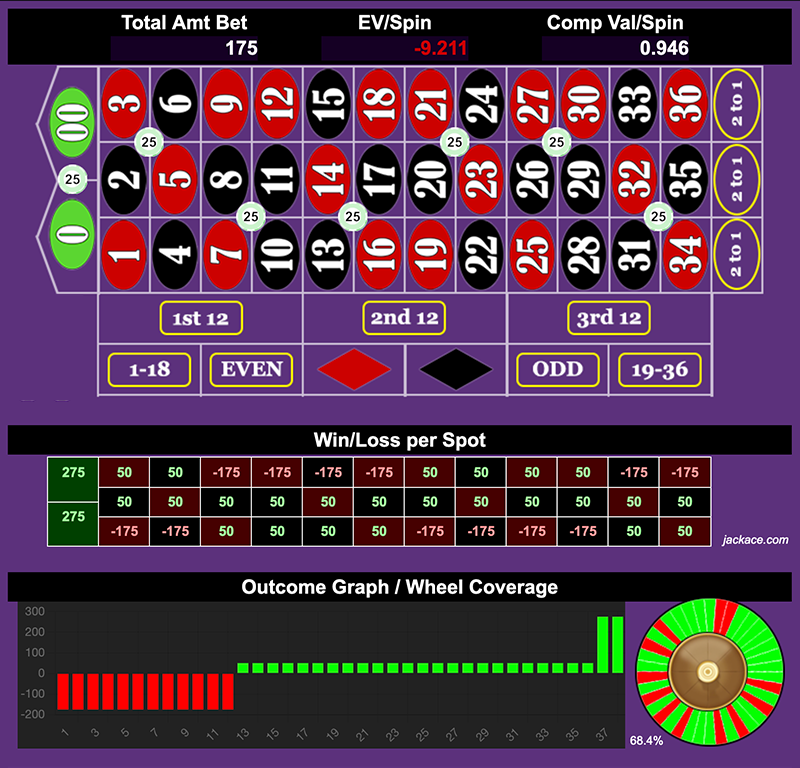 Total Amt Bet EV/Spin Comp Val/Spin
175 -9.211 0.946
00 3 6 9 12 15 18 21 24 27 30 33 36 2 to 1
25 25 25
25
2 5 8 11 14 17 20 23 26 29 32 35 2 to 1
25 25 25
0 1 4 7 10 13 16 19 22 25 28 31 34 2 to 1
1st 12 2nd 12 3rd 12
1-18 EVEN ODD 19-36
Win/Loss per Spot
275 50 50 -175 -175 -175 -175 50 50 50 50 -175 -175
50 50 50 50 50 50 50 50 50 50 50 50
275
-175 -175 50 50 50 50 -175 -175 -175 -175 50 50
jackace.com
Outcome Graph / Wheel Coverage
300
200
100
0
-100
-200
1 3 5 7 9 11 13 15 17 19 21 23 25 27 29 31 33 35 37
68.4%